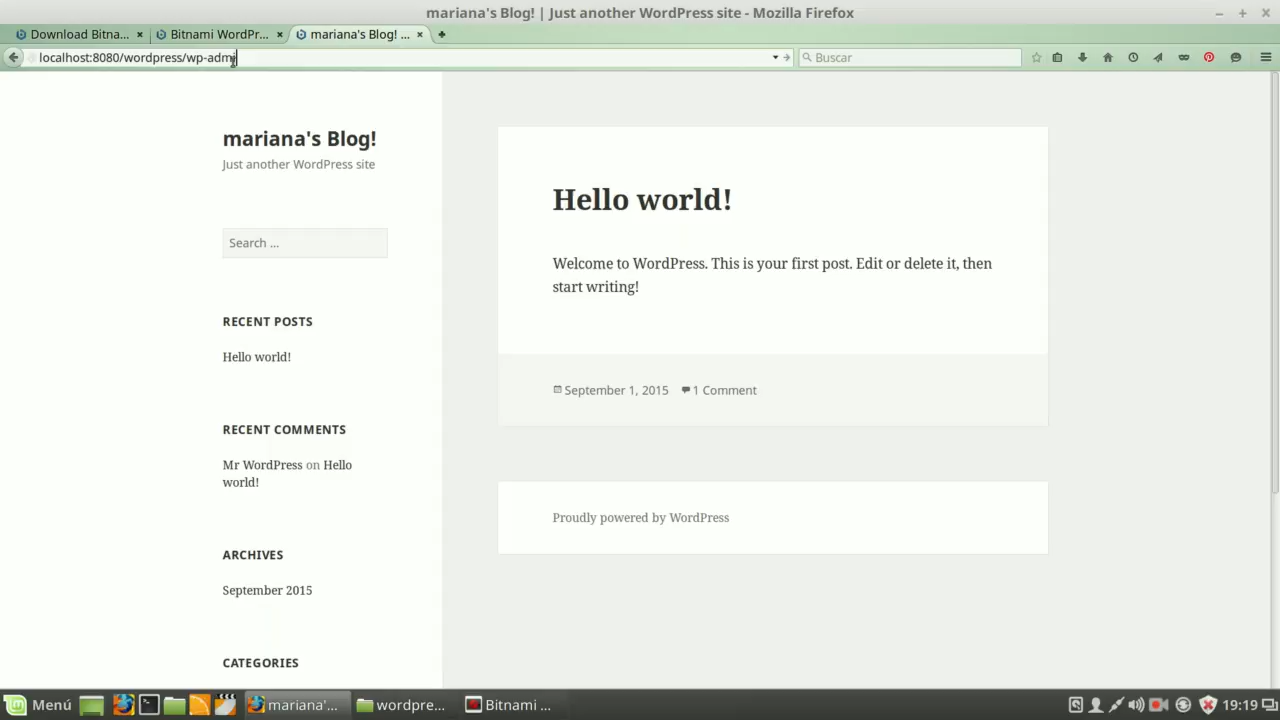 mariana's Blog! | Just another WordPress site - Mozilla Firefox
Download Bitna... × Bitnami WordPr... × mariana's Blog! ... ×
localhost:8080/wordpress/wp-admi
Buscar
mariana's Blog!
Just another WordPress site
Search ...
RECENT POSTS
Hello world!
RECENT COMMENTS
Mr WordPress on Hello
world!
ARCHIVES
September 2015
CATEGORIES
Hello world!
Welcome to WordPress. This is your first post. Edit or delete it, then
start writing!
September 1, 2015 1 Comment
Proudly powered by WordPress
Menú mariana'... wordpre... Bitnami ... 19:19